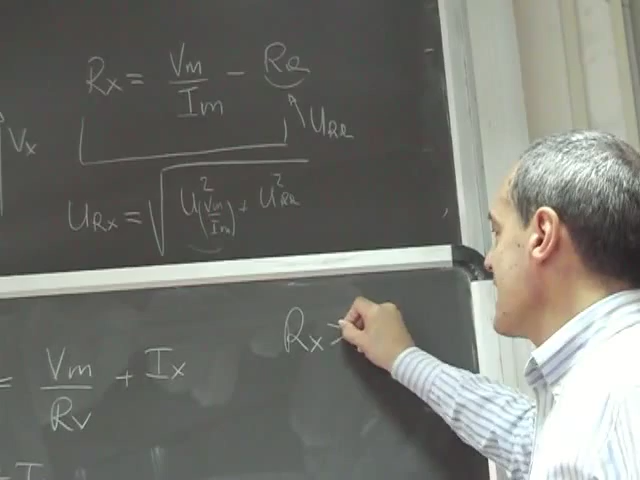 Rx = Vm/Im - Ra
Vx
URa
URx = √(U²(Vm/Im) + U²Ra)
Rx =
= Vm/Rv + Ix
= I